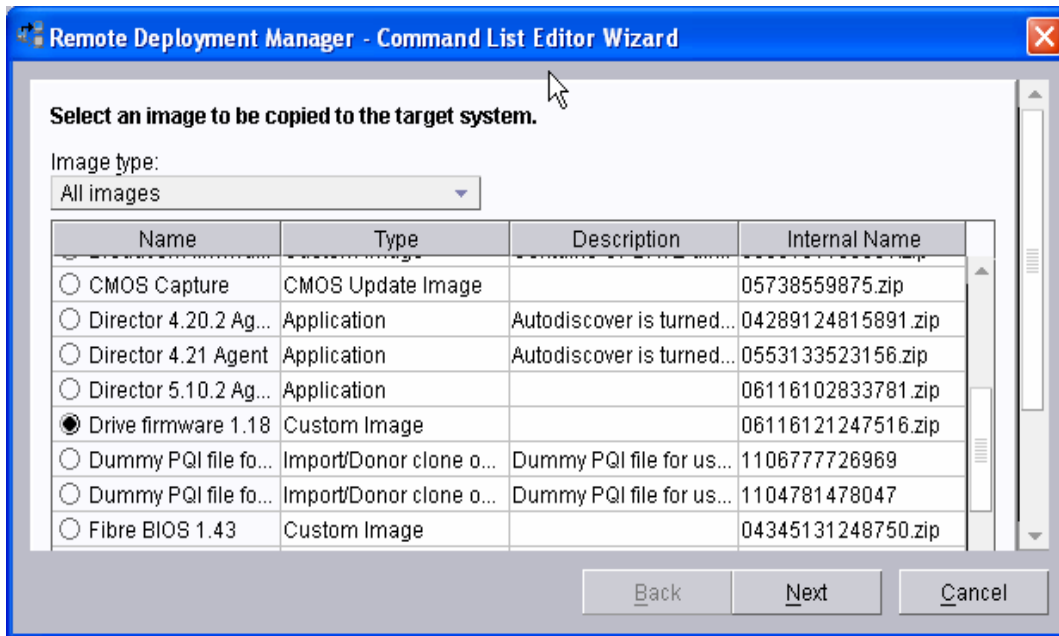 Remote Deployment Manager - Command List Editor Wizard
Select an image to be copied to the target system.
Image type:
All images
Name Type Description Internal Name
CMOS Capture CMOS Update Image 05738559875.zip
Director 4.20.2 Ag... Application Autodiscover is turned... 04289124815891.zip
Director 4.21 Agent Application Autodiscover is turned... 0553133523156.zip
Director 5.10.2 Ag... Application 06116102833781.zip
Drive firmware 1.18 Custom Image 06116121247516.zip
Dummy PQI file fo... Import/Donor clone o... Dummy PQI file for us... 1106777726969
Dummy PQI file fo... Import/Donor clone o... Dummy PQI file for us... 1104781478047
Fibre BIOS 1.43 Custom Image 04345131248750.zip
Back Next Cancel